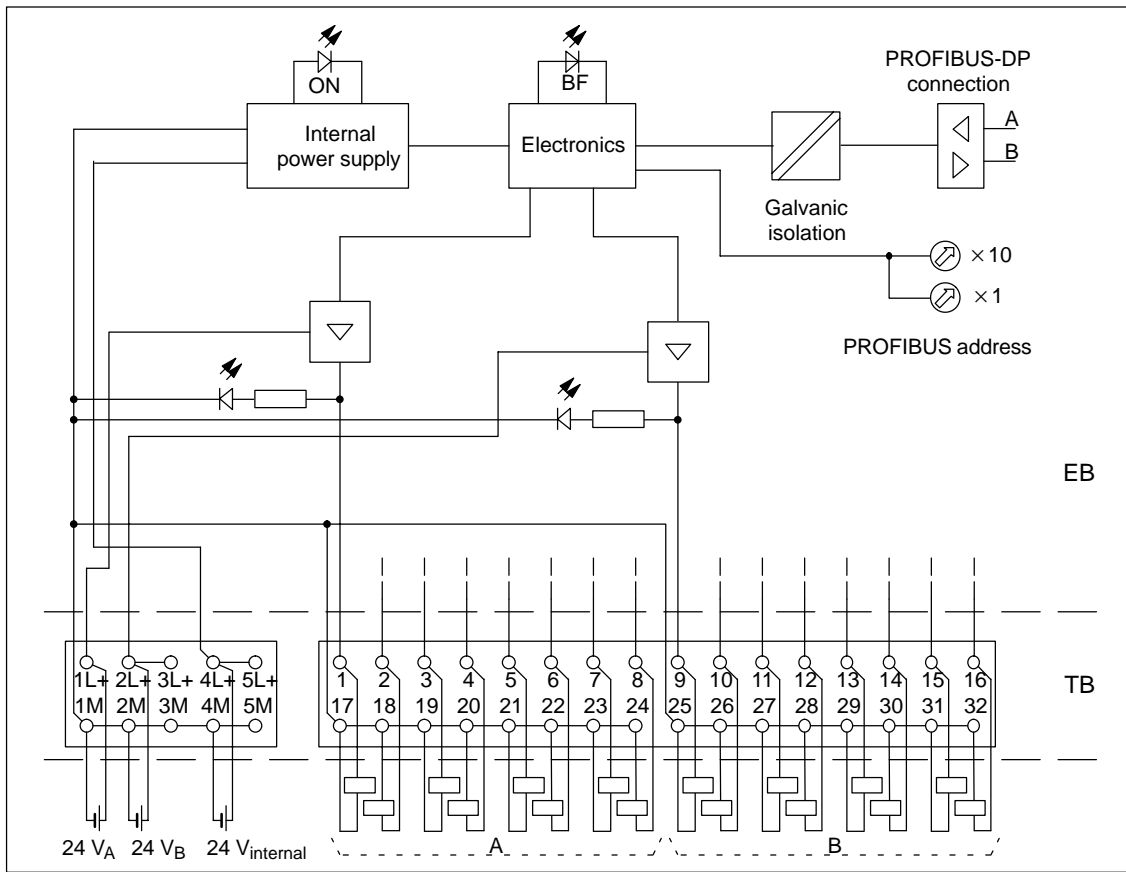 PROFIBUS-DP
connection
ON
BF
A
Internal
power supply
Electronics
B
Galvanic
isolation
×10
×1
PROFIBUS address
EB
1L+ 2L+ 3L+ 4L+ 5L+
1 2 3 4 5 6 7 8 9 10 11 12 13 14 15 16
TB
1M 2M 3M 4M 5M
17 18 19 20 21 22 23 24 25 26 27 28 29 30 31 32
24 VA 24 VB 24 Vinternal
A B